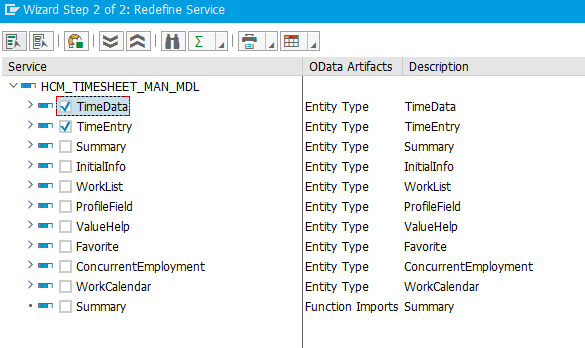 Wizard Step 2 of 2: Redefine Service
Service OData Artifacts Description
HCM_TIMESHEET_MAN_MDL
TimeData Entity Type TimeData
TimeEntry Entity Type TimeEntry
Summary Entity Type Summary
InitialInfo Entity Type InitialInfo
WorkList Entity Type WorkList
ProfileField Entity Type ProfileField
ValueHelp Entity Type ValueHelp
Favorite Entity Type Favorite
ConcurrentEmployment Entity Type ConcurrentEmployment
WorkCalendar Entity Type WorkCalendar
Summary Function Imports Summary